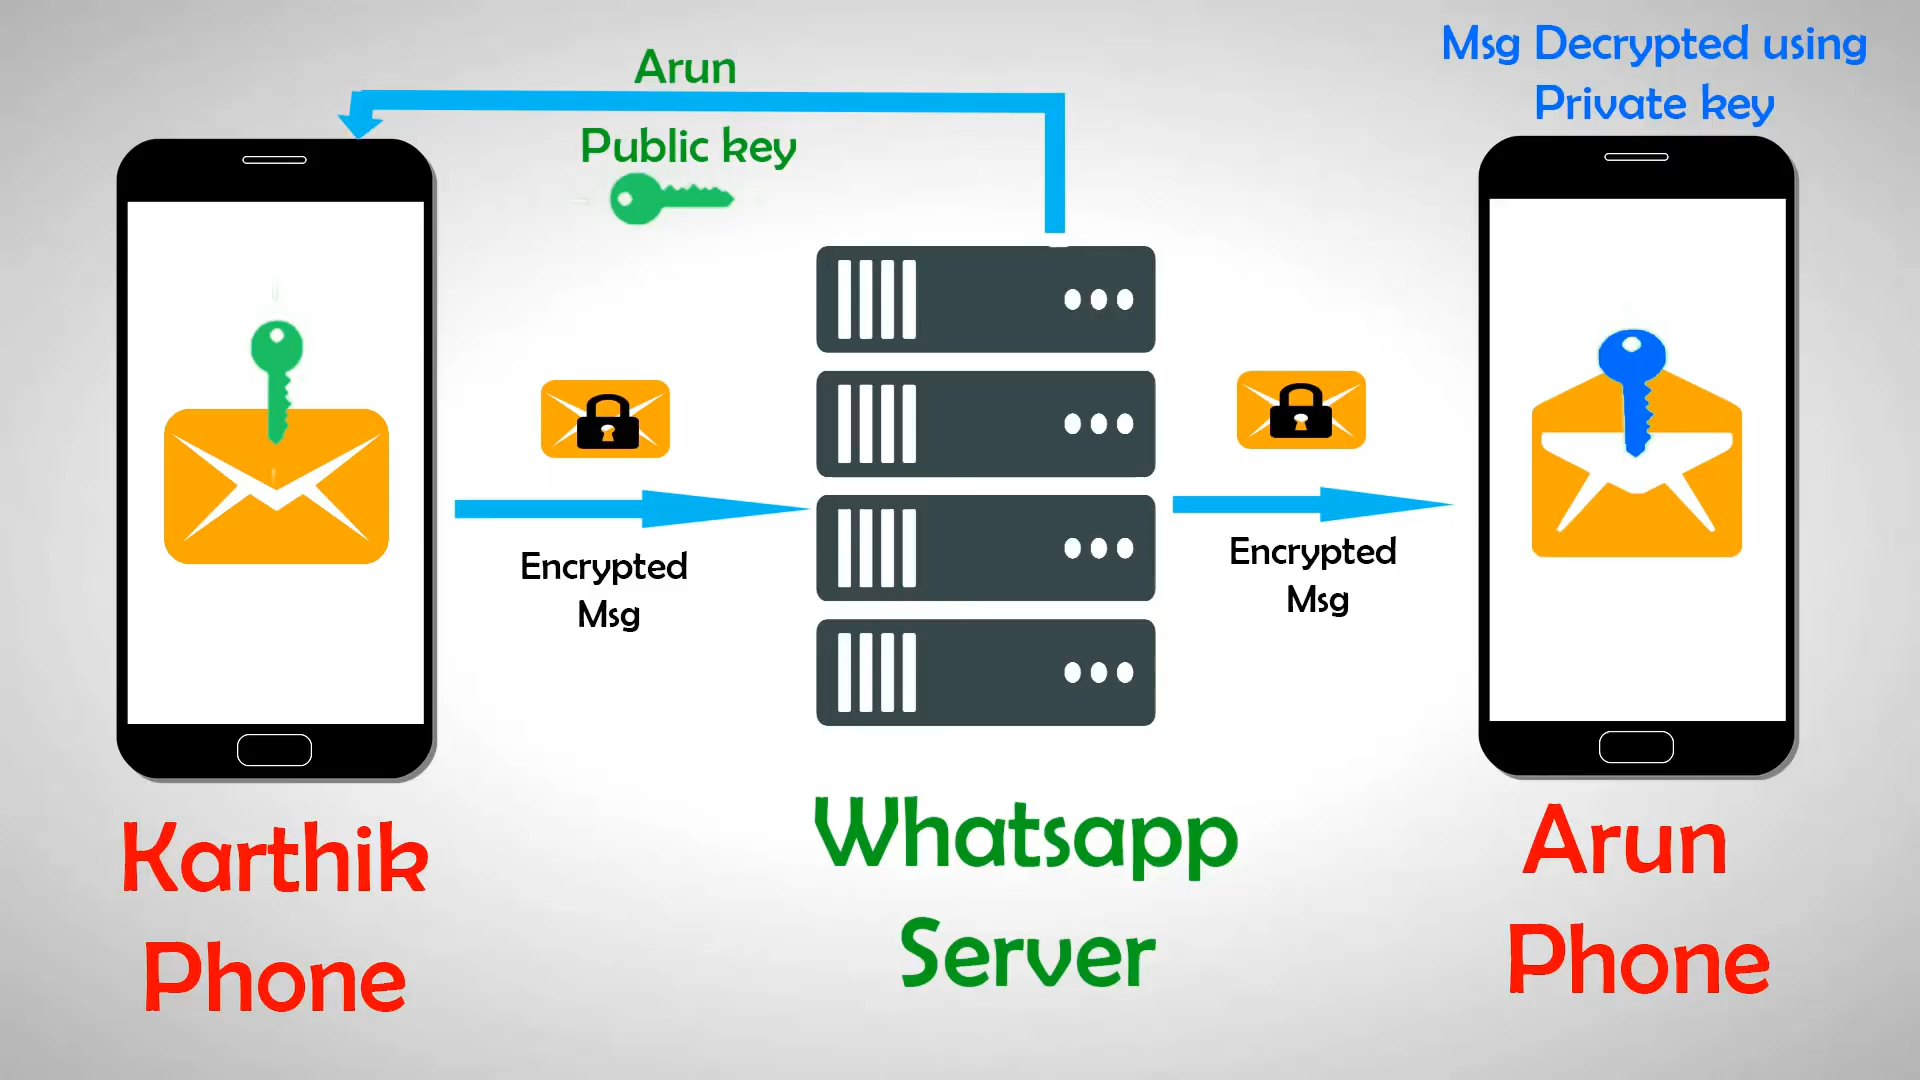 Arun
Public key
Msg Decrypted using
Private key
Encrypted
Msg
Encrypted
Msg
Karthik
Phone
Whatsapp
Server
Arun
Phone